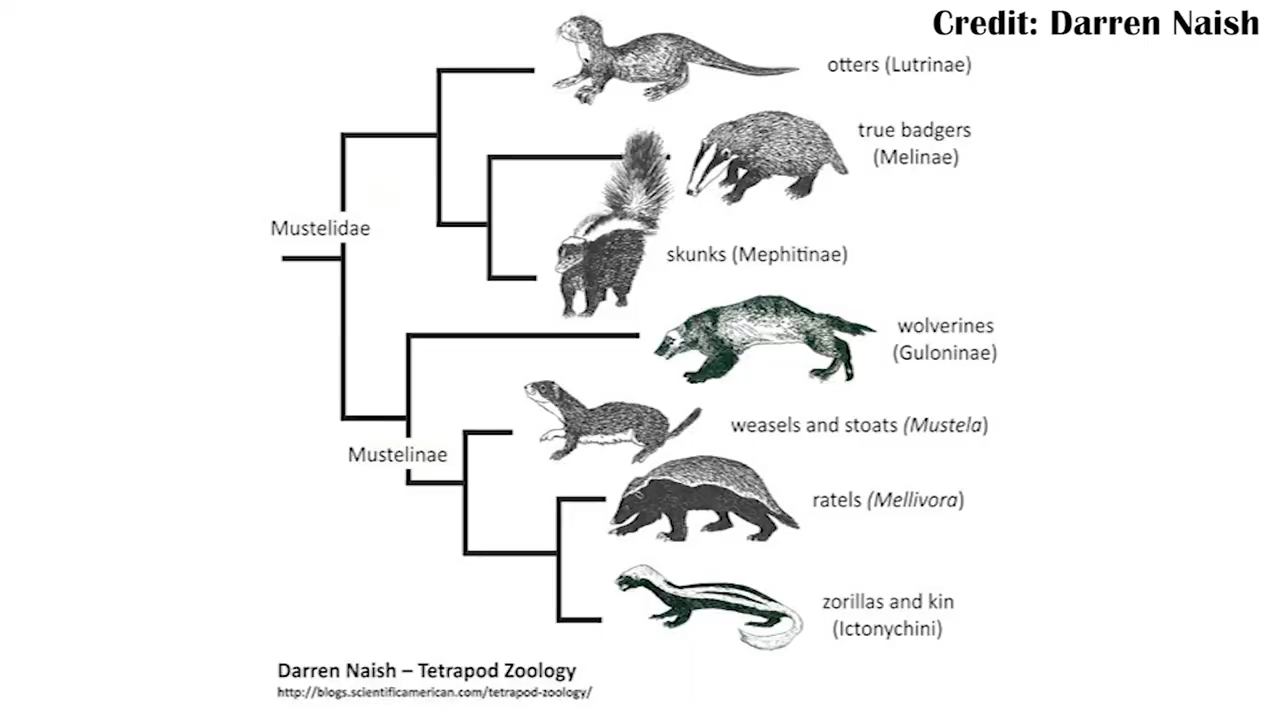 Credit: Darren Naish
otters (Lutrinae)
true badgers
(Melinae)
Mustelidae
skunks (Mephitinae)
wolverines
(Guloninae)
weasels and stoats (Mustela)
Mustelinae
ratels (Mellivora)
zorillas and kin
(Ictonychini)
Darren Naish – Tetrapod Zoology
http://blogs.scientificamerican.com/tetrapod-zoology/